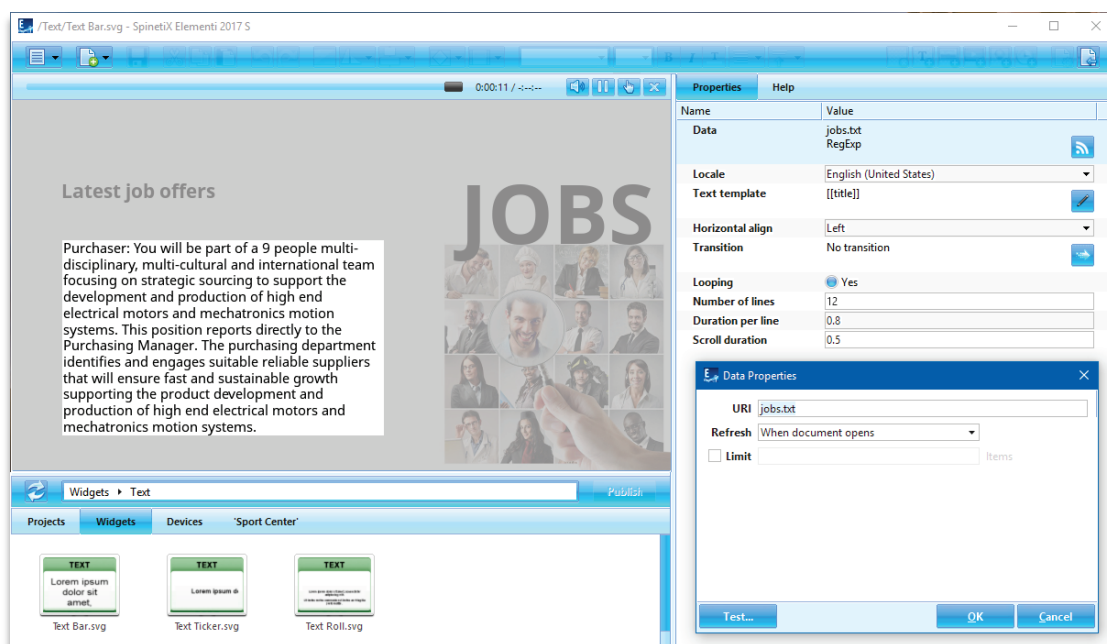 /Text/Text Bar.svg - SpinetiX Elementi 2017 S
B I T
0:00:11 / -:--:--
Latest job offers
JOBS
Purchaser: You will be part of a 9 people multi-
disciplinary, multi-cultural and international team
focusing on strategic sourcing to support the
development and production of high end
electrical motors and mechatronics motion
systems. This position reports directly to the
Purchasing Manager. The purchasing department
identifies and engages suitable reliable suppliers
that will ensure fast and sustainable growth
supporting the product development and
production of high end electrical motors and
mechatronics motion systems.
Widgets Text
Publish
Projects Widgets Devices 'Sport Center'
TEXT
Lorem ipsum
dolor sit
amet,
Text Bar.svg
TEXT
Lorem ipsum d
Text Ticker.svg
TEXT
Text Roll.svg
Properties Help
Name Value
Data jobs.txt
RegExp
Locale English (United States)
Text template [[title]]
Horizontal align Left
Transition No transition
Looping Yes
Number of lines 12
Duration per line 0.8
Scroll duration 0.5
Data Properties
URI jobs.txt
Refresh When document opens
Limit Items
Test... OK Cancel